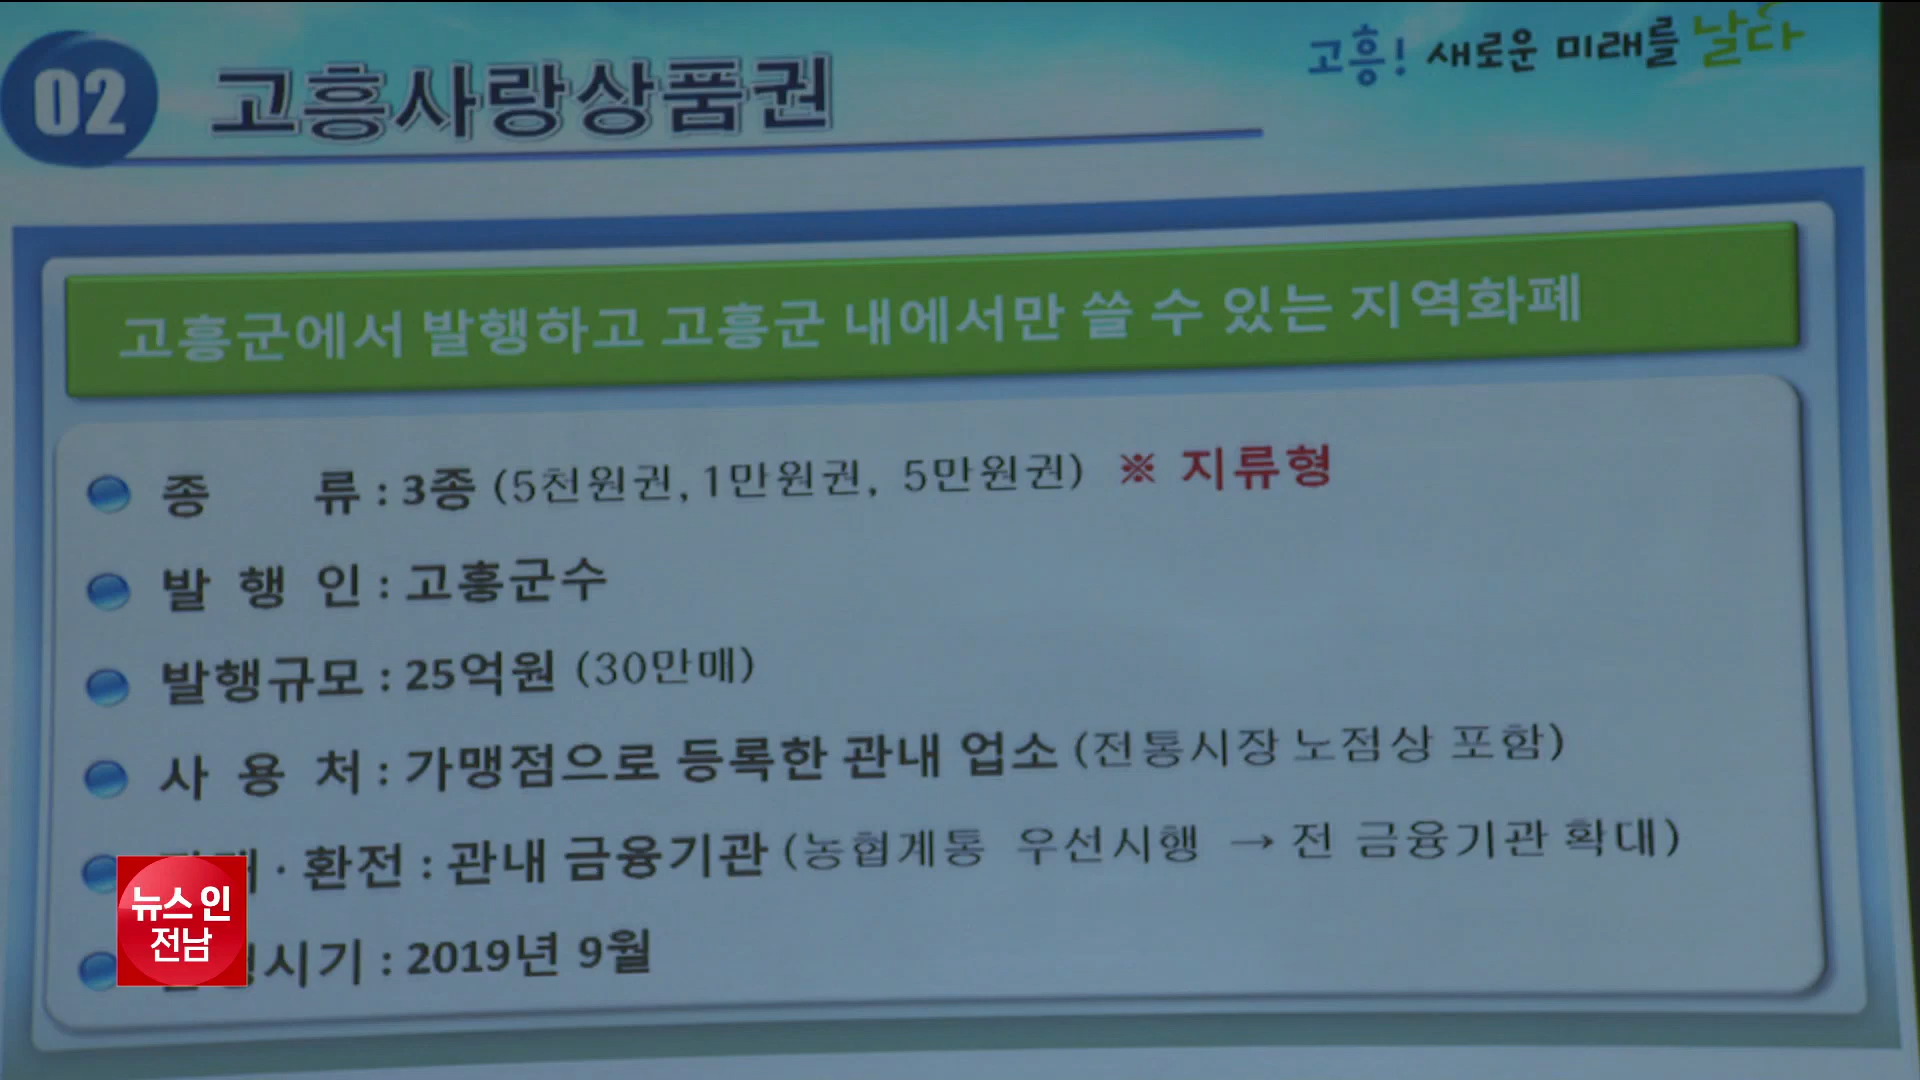 고흥! 새로운 미래를 날다
02 고흥사랑상품권
고흥군에서 발행하고 고흥군 내에서만 쓸 수 있는 지역화폐
종 류 : 3종 (5천원권, 1만원권, 5만원권) ※ 지류형
발 행 인 : 고흥군수
발행규모 : 25억원 (30만매)
사 용 처 : 가맹점으로 등록한 관내 업소 (전통시장 노점상 포함)
· 환전 : 관내 금융기관 (농협계통 우선시행 → 전 금융기관 확대)
시기 : 2019년 9월
뉴스 인
전남